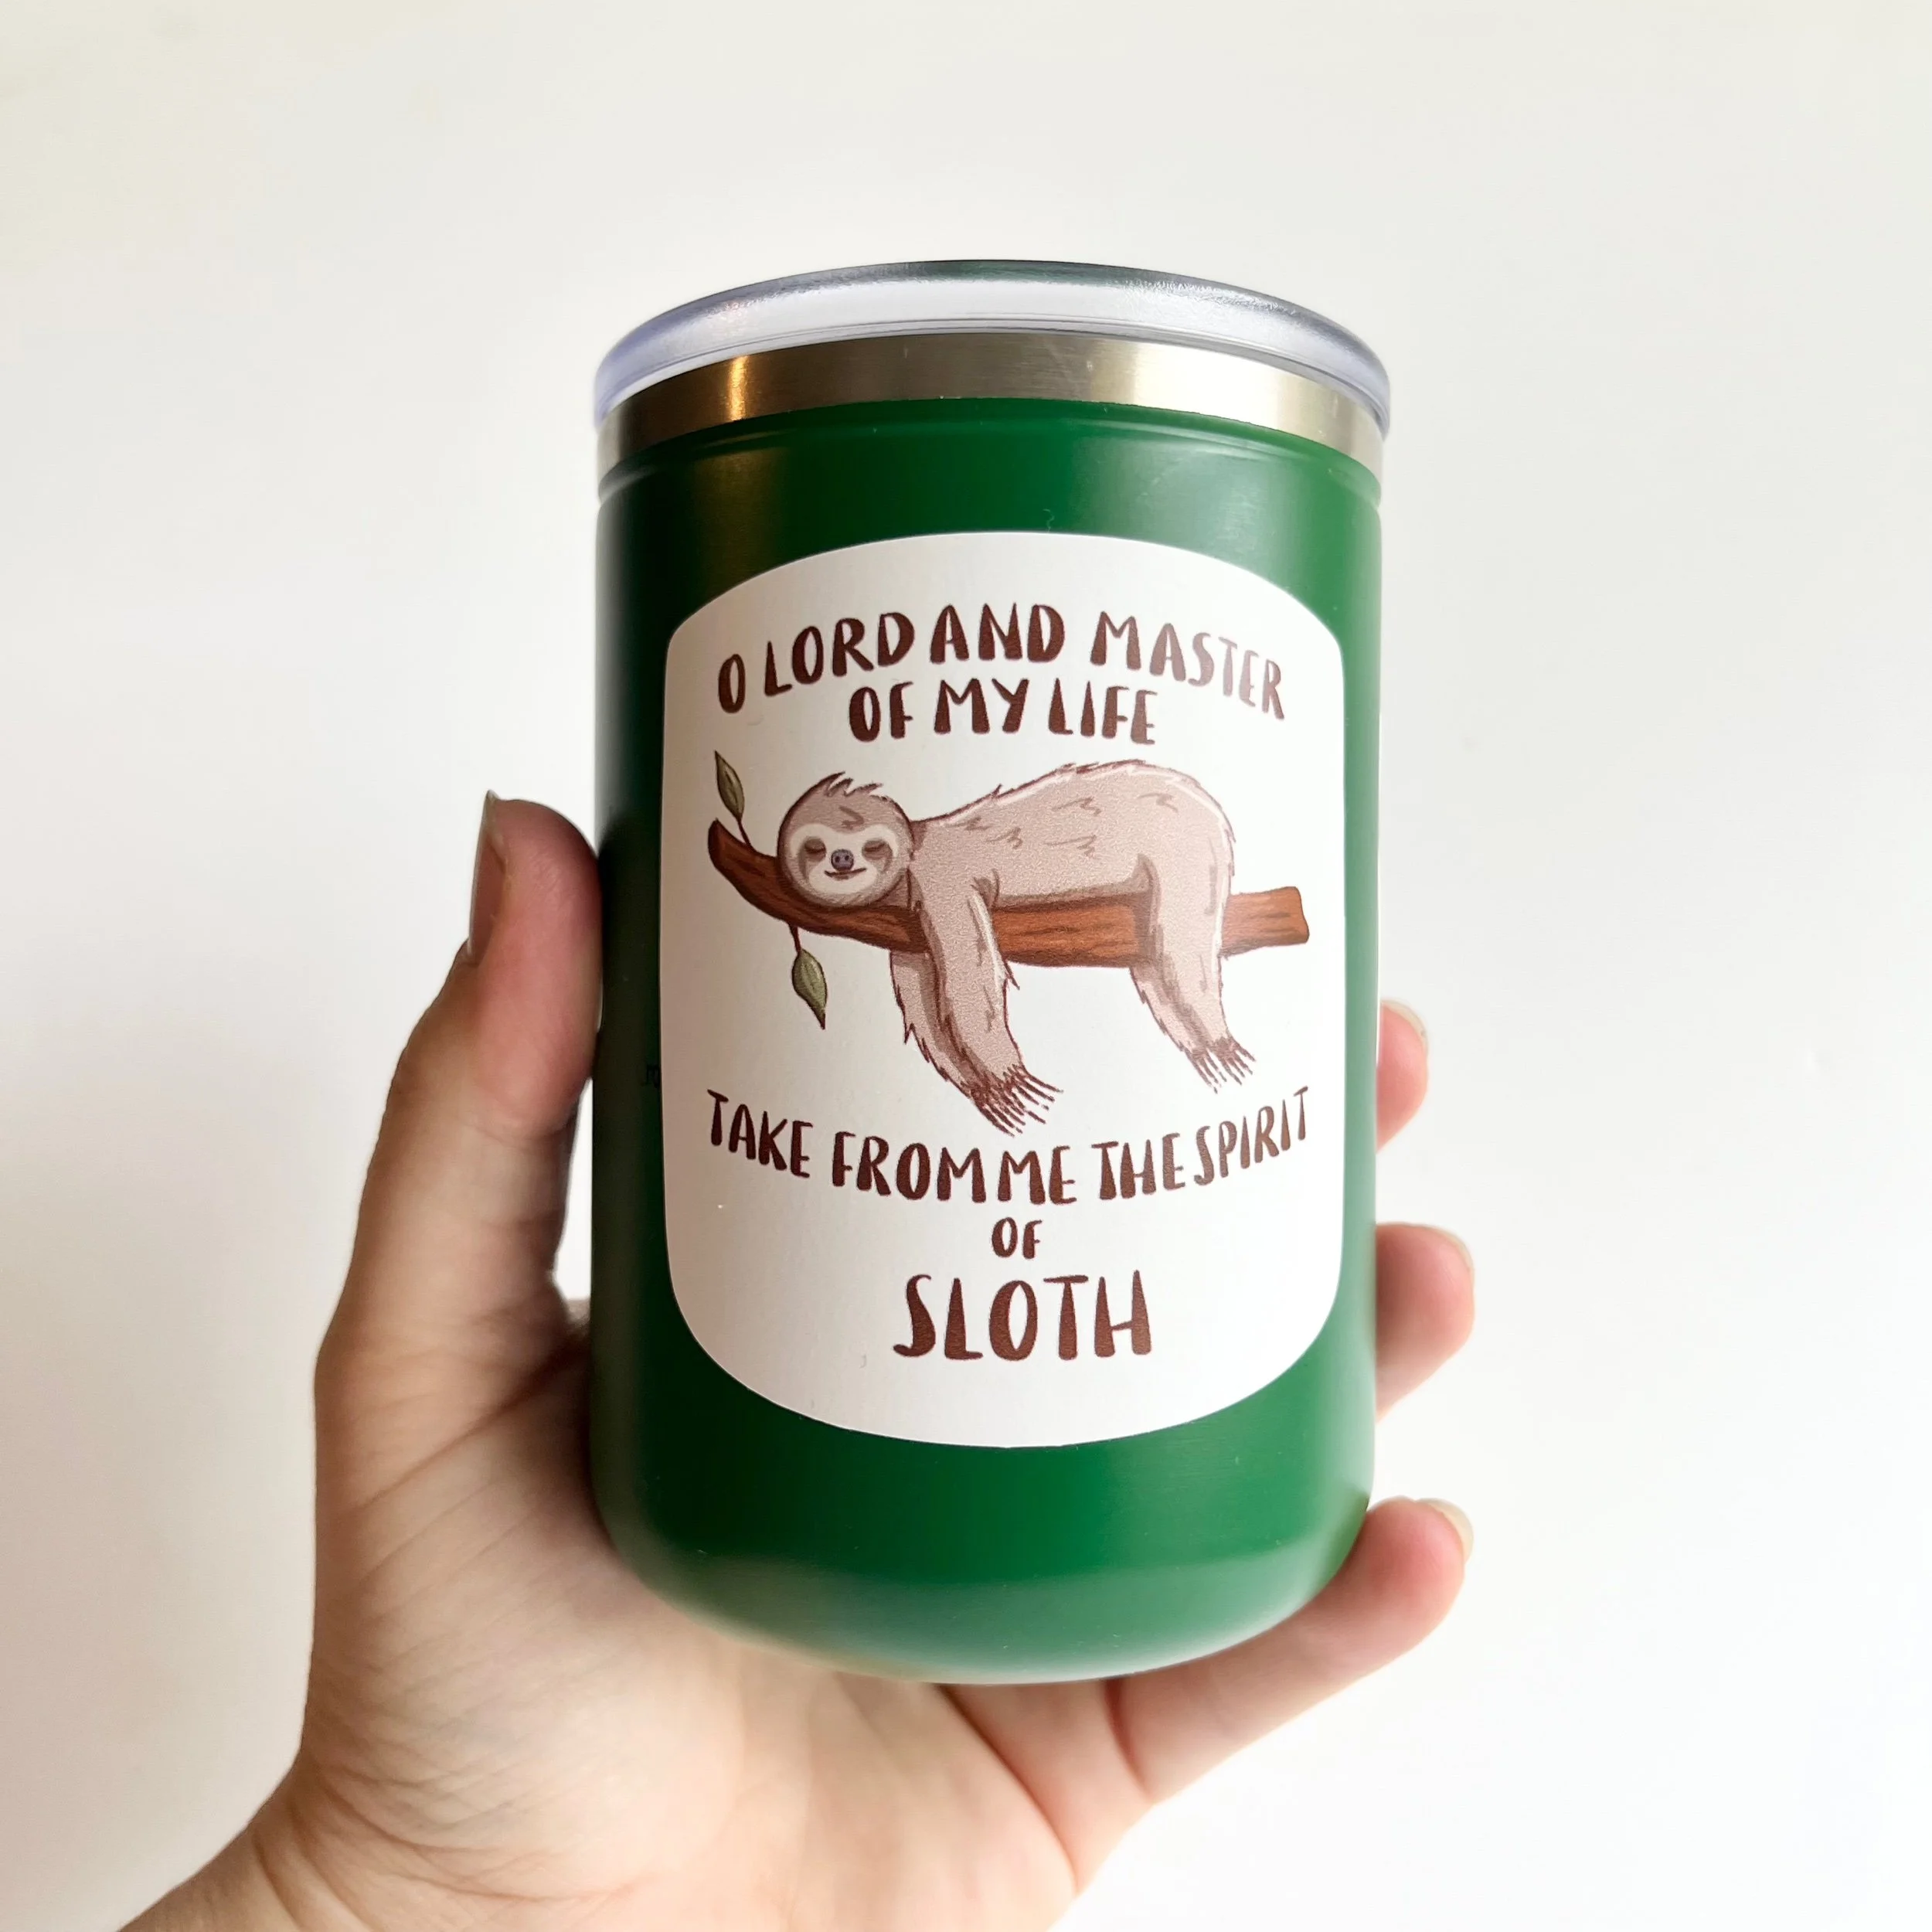 O LORD AND MASTER
OF MY LIFE
TAKE FROM ME THE SPIRIT
OF
SLOTH